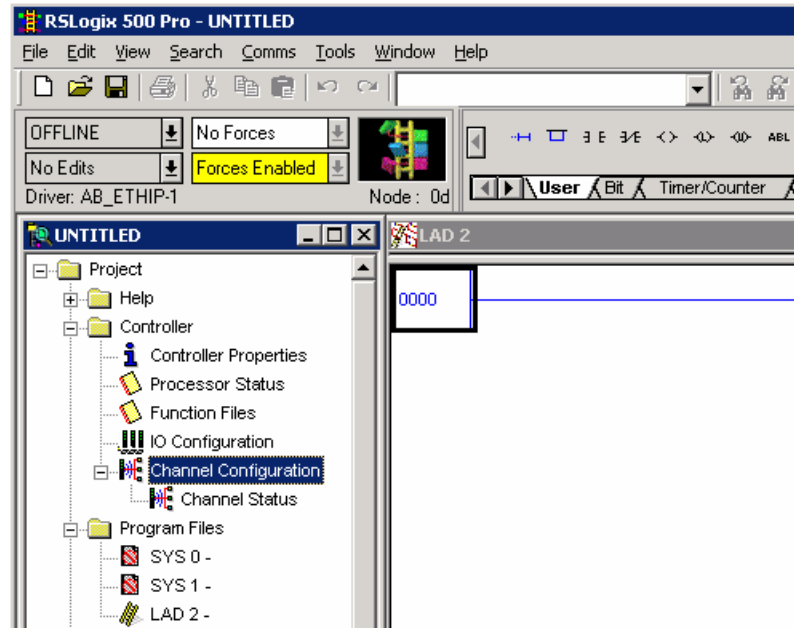 RSLogix 500 Pro - UNTITLED
File Edit View Search Comms Tools Window Help
OFFLINE No Forces
No Edits Forces Enabled
Driver: AB_ETHIP-1 Node : 0d
ABL
User Bit Timer/Counter
UNTITLED
LAD 2
Project
Help
Controller
Controller Properties
Processor Status
Function Files
IO Configuration
Channel Configuration
Channel Status
Program Files
SYS 0 -
SYS 1 -
LAD 2 -
0000